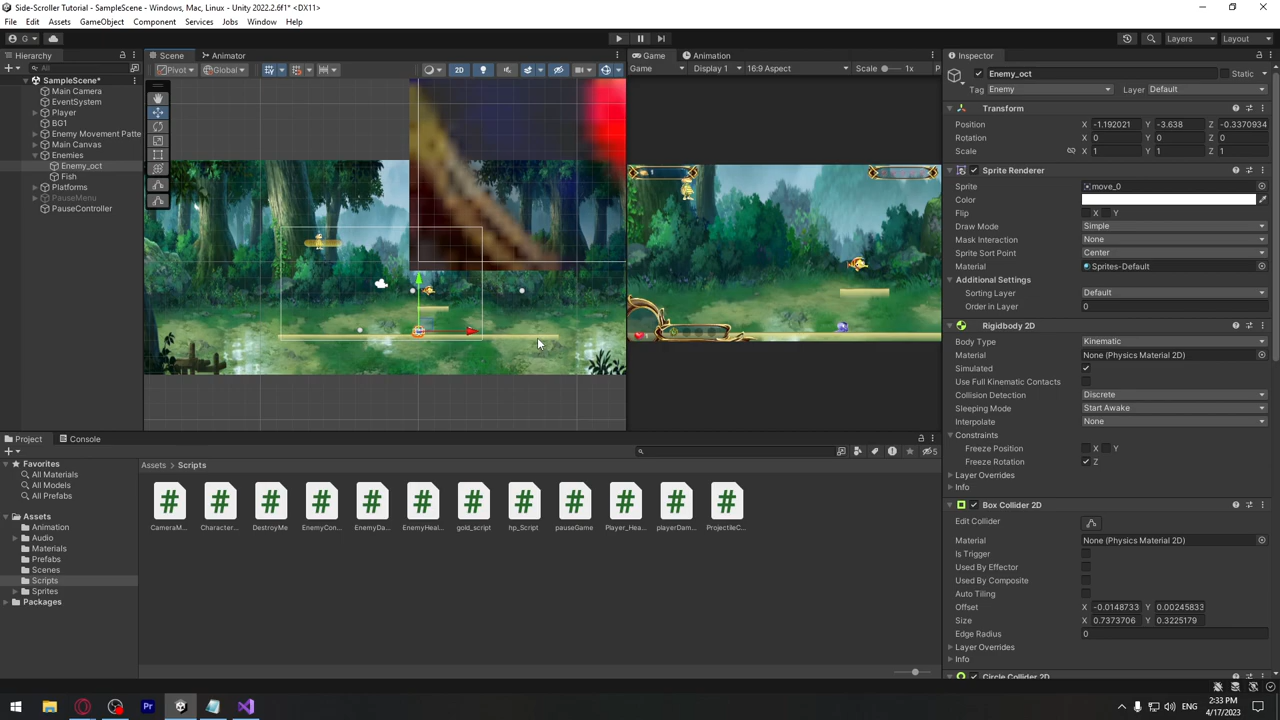 Side-Scroller Tutorial - SampleScene - Windows, Mac, Linux - Unity 2022.2.6f1* <DX11>
File Edit Assets GameObject Component Services Jobs Window Help
G Layers Layout
Hierarchy
All
SampleScene*
Main Camera
EventSystem
Player
BG1
Enemy Movement Patte
Main Canvas
Enemies
Enemy_oct
Fish
Platforms
PauseMenu
PauseController
Scene Animator
Pivot Global 2D
Game Animation
Game Display 1 16:9 Aspect Scale 1x P
1
Inspector
Enemy_oct Static
Tag Enemy Layer Default
Transform
Position X -1.192021 Y -3.638 Z -0.3370934
Rotation X 0 Y 0 Z 0
Scale X 1 Y 1 Z 1
Sprite Renderer
Sprite move_0
Color
Flip X Y
Draw Mode Simple
Mask Interaction None
Sprite Sort Point Center
Material Sprites-Default
Additional Settings
Sorting Layer Default
Order in Layer 0
Rigidbody 2D
Body Type Kinematic
Material None (Physics Material 2D)
Simulated
Use Full Kinematic Contacts
Collision Detection Discrete
Sleeping Mode Start Awake
Interpolate None
Constraints
Freeze Position X Y
Freeze Rotation Z
Layer Overrides
Info
Box Collider 2D
Edit Collider
Material None (Physics Material 2D)
Is Trigger
Used By Effector
Used By Composite
Auto Tiling
Offset X -0.0148733 Y 0.00245833
Size X 0.7373706 Y 0.3225179
Edge Radius 0
Layer Overrides
Info
Circle Collider 2D
Project Console
5
Favorites
All Materials
All Models
All Prefabs
Assets
Animation
Audio
Materials
Prefabs
Scenes
Scripts
Sprites
Packages
Assets > Scripts
CameraM... Character... DestroyMe EnemyCon... EnemyDa... EnemyHeal... gold_script hp_Script pauseGame Player_Hea... playerDam... ProjectileC...
Pr
ENG 2:33 PM
4/17/2023